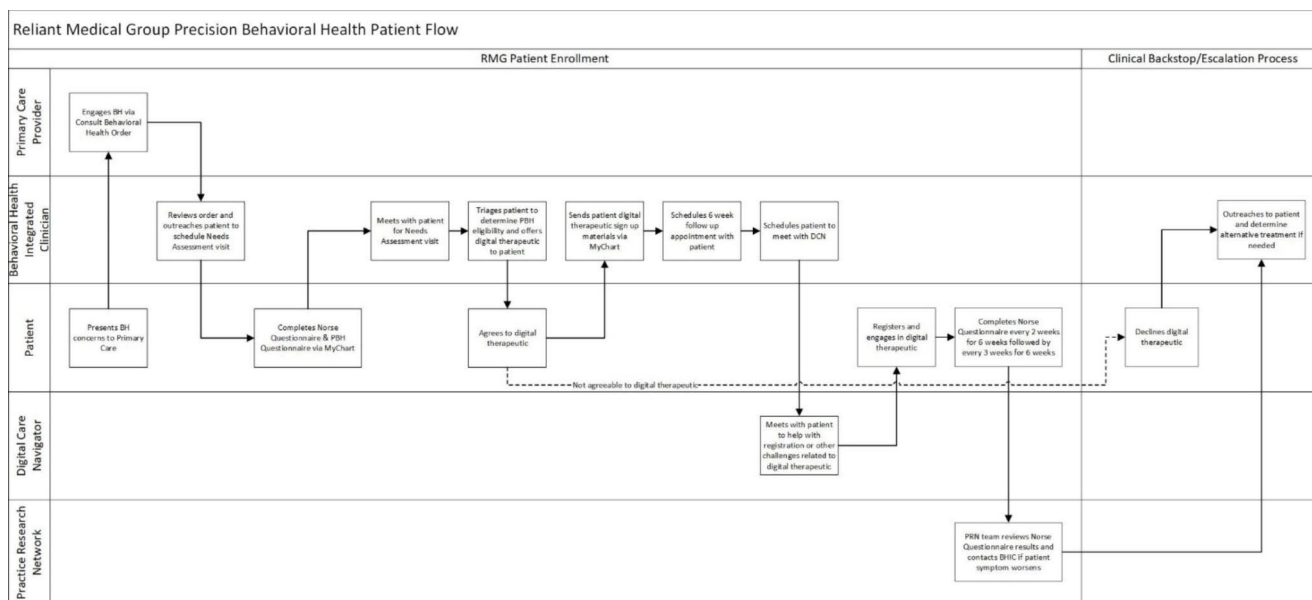 Reliant Medical Group Precision Behavioral Health Patient Flow
RMG Patient Enrollment
Clinical Backstop/Escalation Process
Primary Care
Provider
Engages BH via
Consult Behavioral
Health Order
Behavioral Health
Integrated
Clinician
Reviews order and
outreaches patient to
schedule Needs
Assessment visit
Meets with patient
for Needs
Assessment visit
Triages patient to
determine PBH
eligibility and offers
digital therapeutic
to patient
Sends patient digital
therapeutic sign up
materials via
MyChart
Schedules 6 week
follow up
appointment with
patient
Schedules patient to
meet with DCN
Outreaches to patient
and determine
alternative treatment if
needed
Patient
Presents BH
concerns to Primary
Care
Completes Norse
Questionnaire & PBH
Questionnaire via MyChart
Agrees to digital
therapeutic
Registers and
engages in digital
therapeutic
Completes Norse
Questionnaire every 2 weeks
for 6 weeks followed by
every 3 weeks for 6 weeks
Declines digital
therapeutic
Not agreeable to digital therapeutic
Digital Care
Navigator
Meets with patient
to help with
registration or other
challenges related to
digital therapeutic
Practice Research
Network
PRN team reviews Norse
Questionnaire results and
contacts BHIC if patient
symptom worsens